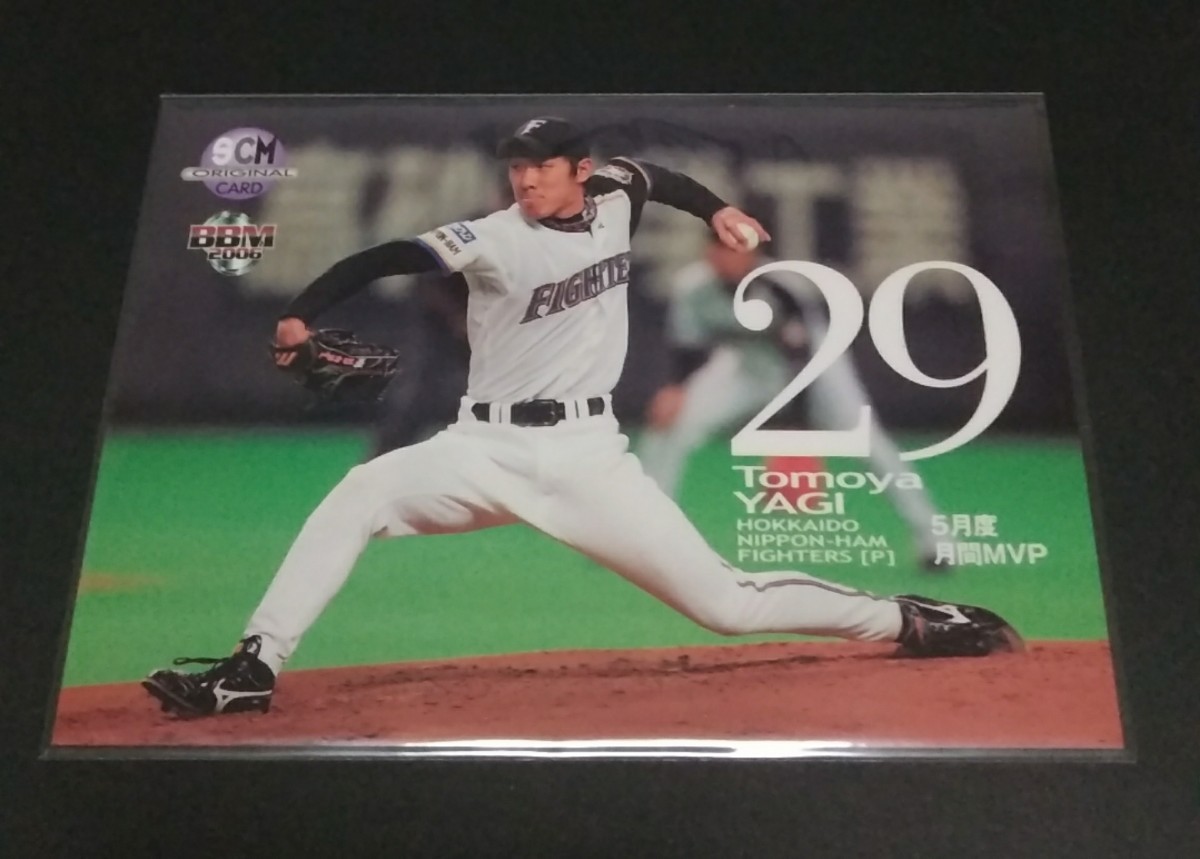 SCM
ORIGINAL
CARD
BBM
2006
F
FIGHTE
29
Tomoya
YAGI
HOKKAIDO
NIPPON-HAM
FIGHTERS [P]
5月度
月間MVP